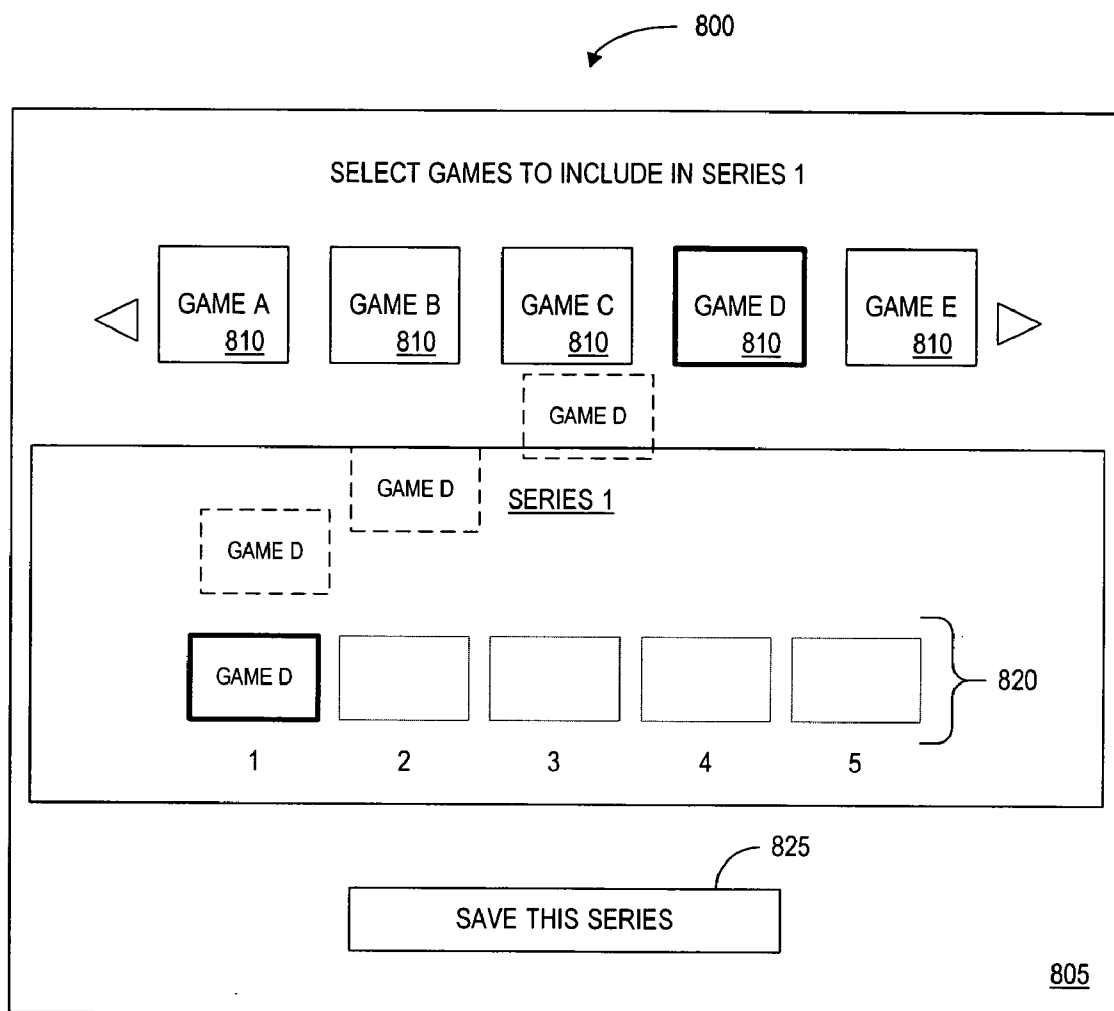 800
SELECT GAMES TO INCLUDE IN SERIES 1
GAME A
810
GAME B
810
GAME C
810
GAME D
810
GAME E
810
GAME D
GAME D
SERIES 1
GAME D
GAME D
820
1 2 3 4 5
825
SAVE THIS SERIES
805